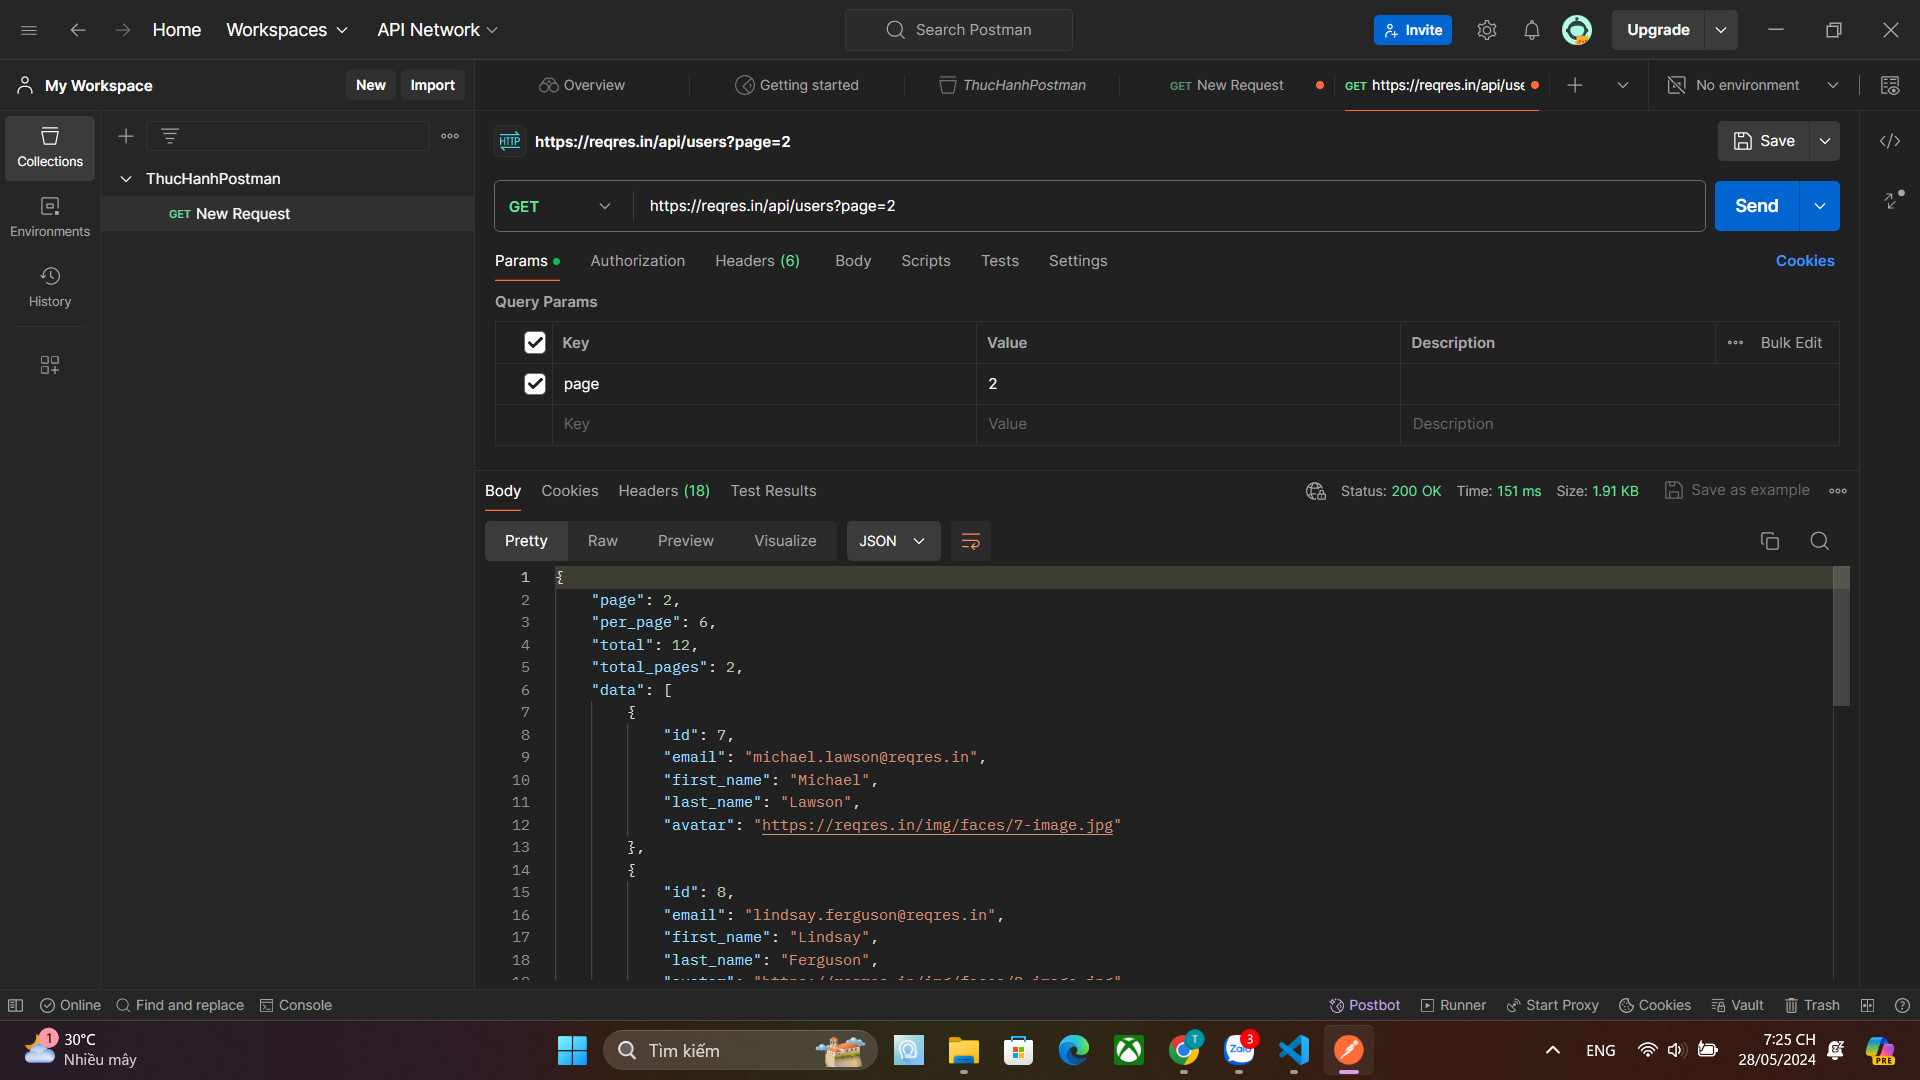 Home Workspaces API Network Search Postman Invite Upgrade
My Workspace New Import Overview Getting started ThucHanhPostman GET New Request GET https://reqres.in/api/use No environment
HTTP https://reqres.in/api/users?page=2 Save
Collections
ThucHanhPostman
GET New Request
Environments
History
GET https://reqres.in/api/users?page=2 Send
Params Authorization Headers (6) Body Scripts Tests Settings Cookies
Query Params
Key Value Description Bulk Edit
page 2
Key Value Description
Body Cookies Headers (18) Test Results Status: 200 OK Time: 151 ms Size: 1.91 KB Save as example
Pretty Raw Preview Visualize JSON
1 {
2 "page": 2,
3 "per_page": 6,
4 "total": 12,
5 "total_pages": 2,
6 "data": [
7 {
8 "id": 7,
9 "email": "michael.lawson@reqres.in",
10 "first_name": "Michael",
11 "last_name": "Lawson",
12 "avatar": "https://reqres.in/img/faces/7-image.jpg"
13 },
14 {
15 "id": 8,
16 "email": "lindsay.ferguson@reqres.in",
17 "first_name": "Lindsay",
18 "last_name": "Ferguson",
Online Find and replace Console Postbot Runner Start Proxy Cookies Vault Trash
1 30°C
Nhiều mây
Tìm kiếm
T
Zalo 3
ENG
7:25 CH
28/05/2024
PRE